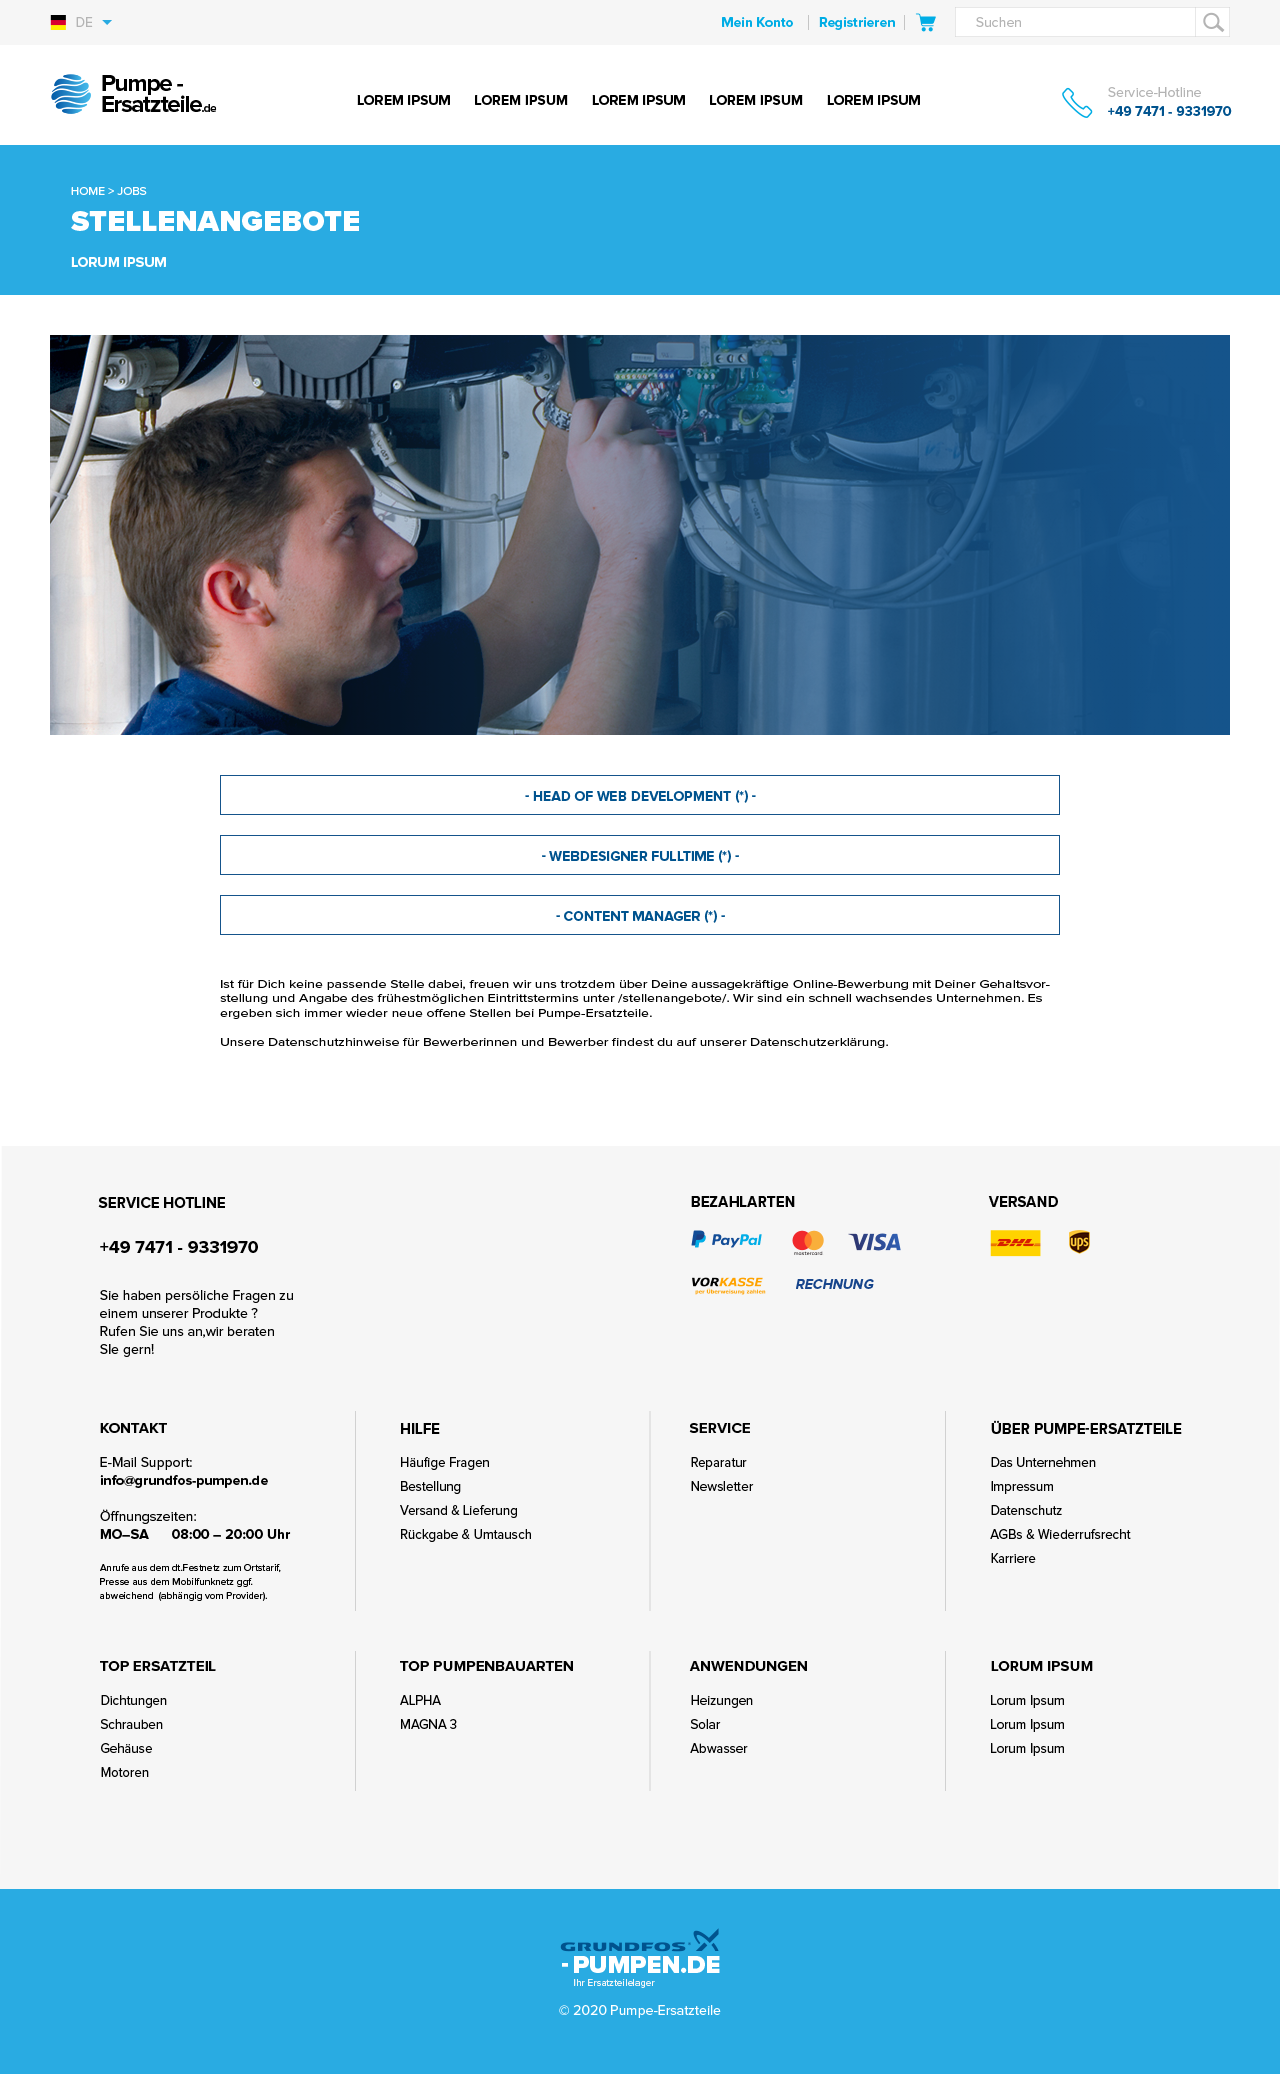 DE
Mein Konto
Registrieren
Suchen
Pumpe -
Ersatzteile.de
LOREM IPSUM
LOREM IPSUM
LOREM IPSUM
LOREM IPSUM
LOREM IPSUM
Service-Hotline
+49 7471 - 9331970
HOME > JOBS
STELLENANGEBOTE
LORUM IPSUM
- HEAD OF WEB DEVELOPMENT (*) -
- WEBDESIGNER FULLTIME (*) -
- CONTENT MANAGER (*) -
Ist für Dich keine passende Stelle dabei, freuen wir uns trotzdem über Deine aussagekräftige Online-Bewerbung mit Deiner Gehaltsvor-
stellung und Angabe des frühestmöglichen Eintrittstermins unter /stellenangebote/. Wir sind ein schnell wachsendes Unternehmen. Es
ergeben sich immer wieder neue offene Stellen bei Pumpe-Ersatzteile.
Unsere Datenschutzhinweise für Bewerberinnen und Bewerber findest du auf unserer Datenschutzerklärung.
SERVICE HOTLINE
+49 7471 - 9331970
Sie haben persöliche Fragen zu
einem unserer Produkte ?
Rufen Sie uns an,wir beraten
SIe gern!
BEZAHLARTEN
PayPal
mastercard
VISA
VORKASSE
per Überweisung zahlen
RECHNUNG
VERSAND
DHL
ups
KONTAKT
E-Mail Support:
info@grundfos-pumpen.de
Öffnungszeiten:
MO–SA 08:00 – 20:00 Uhr
Anrufe aus dem dt.Festnetz zum Ortstarif,
Presse aus dem Mobilfunknetz ggf.
abweichend (abhängig vom Provider).
HILFE
Häufige Fragen
Bestellung
Versand & Lieferung
Rückgabe & Umtausch
SERVICE
Reparatur
Newsletter
ÜBER PUMPE-ERSATZTEILE
Das Unternehmen
Impressum
Datenschutz
AGBs & Wiederrufsrecht
Karriere
TOP ERSATZTEIL
Dichtungen
Schrauben
Gehäuse
Motoren
TOP PUMPENBAUARTEN
ALPHA
MAGNA 3
ANWENDUNGEN
Heizungen
Solar
Abwasser
LORUM IPSUM
Lorum Ipsum
Lorum Ipsum
Lorum Ipsum
GRUNDFOS
- PUMPEN.DE
Ihr Ersatzteilelager
© 2020 Pumpe-Ersatzteile